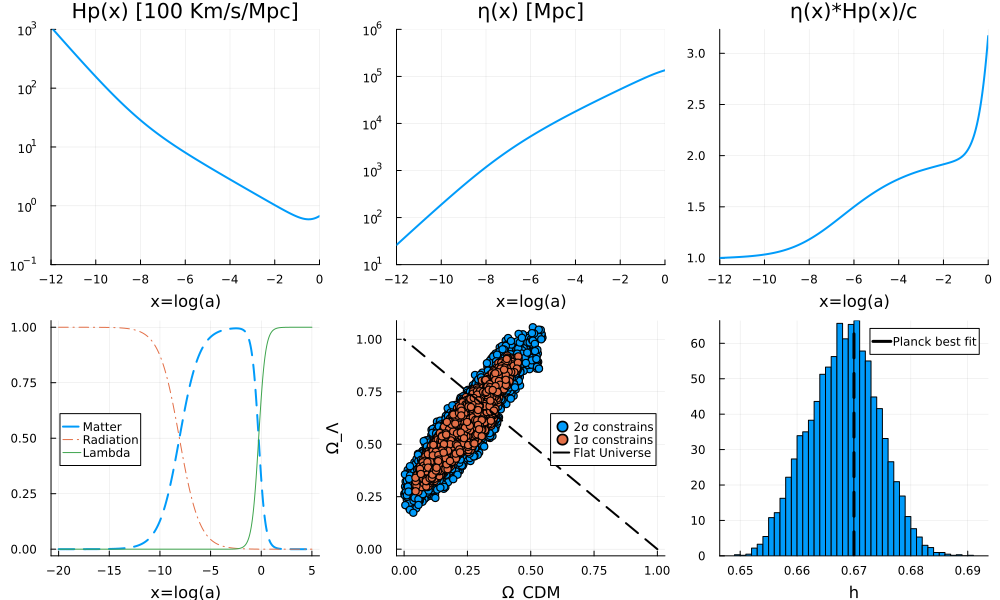 Hp(x) [100 Km/s/Mpc]
10³
10²
10¹
10⁰
10⁻¹
−12 −10 −8 −6 −4 −2 0
x=log(a)
η(x) [Mpc]
10⁶
10⁵
10⁴
10³
10²
10¹
−12 −10 −8 −6 −4 −2 0
x=log(a)
η(x)*Hp(x)/c
3.0
2.5
2.0
1.5
1.0
−12 −10 −8 −6 −4 −2 0
x=log(a)
1.00
0.75
0.50
0.25
0.00
Matter
Radiation
Lambda
−20 −15 −10 −5 0 5
x=log(a)
Ω_Λ
1.00
0.75
0.50
0.25
0.00
2σ constrains
1σ constrains
Flat Universe
0.00 0.25 0.50 0.75 1.00
Ω_CDM
60
50
40
30
20
10
0
Planck best fit
0.65 0.66 0.67 0.68 0.69
h